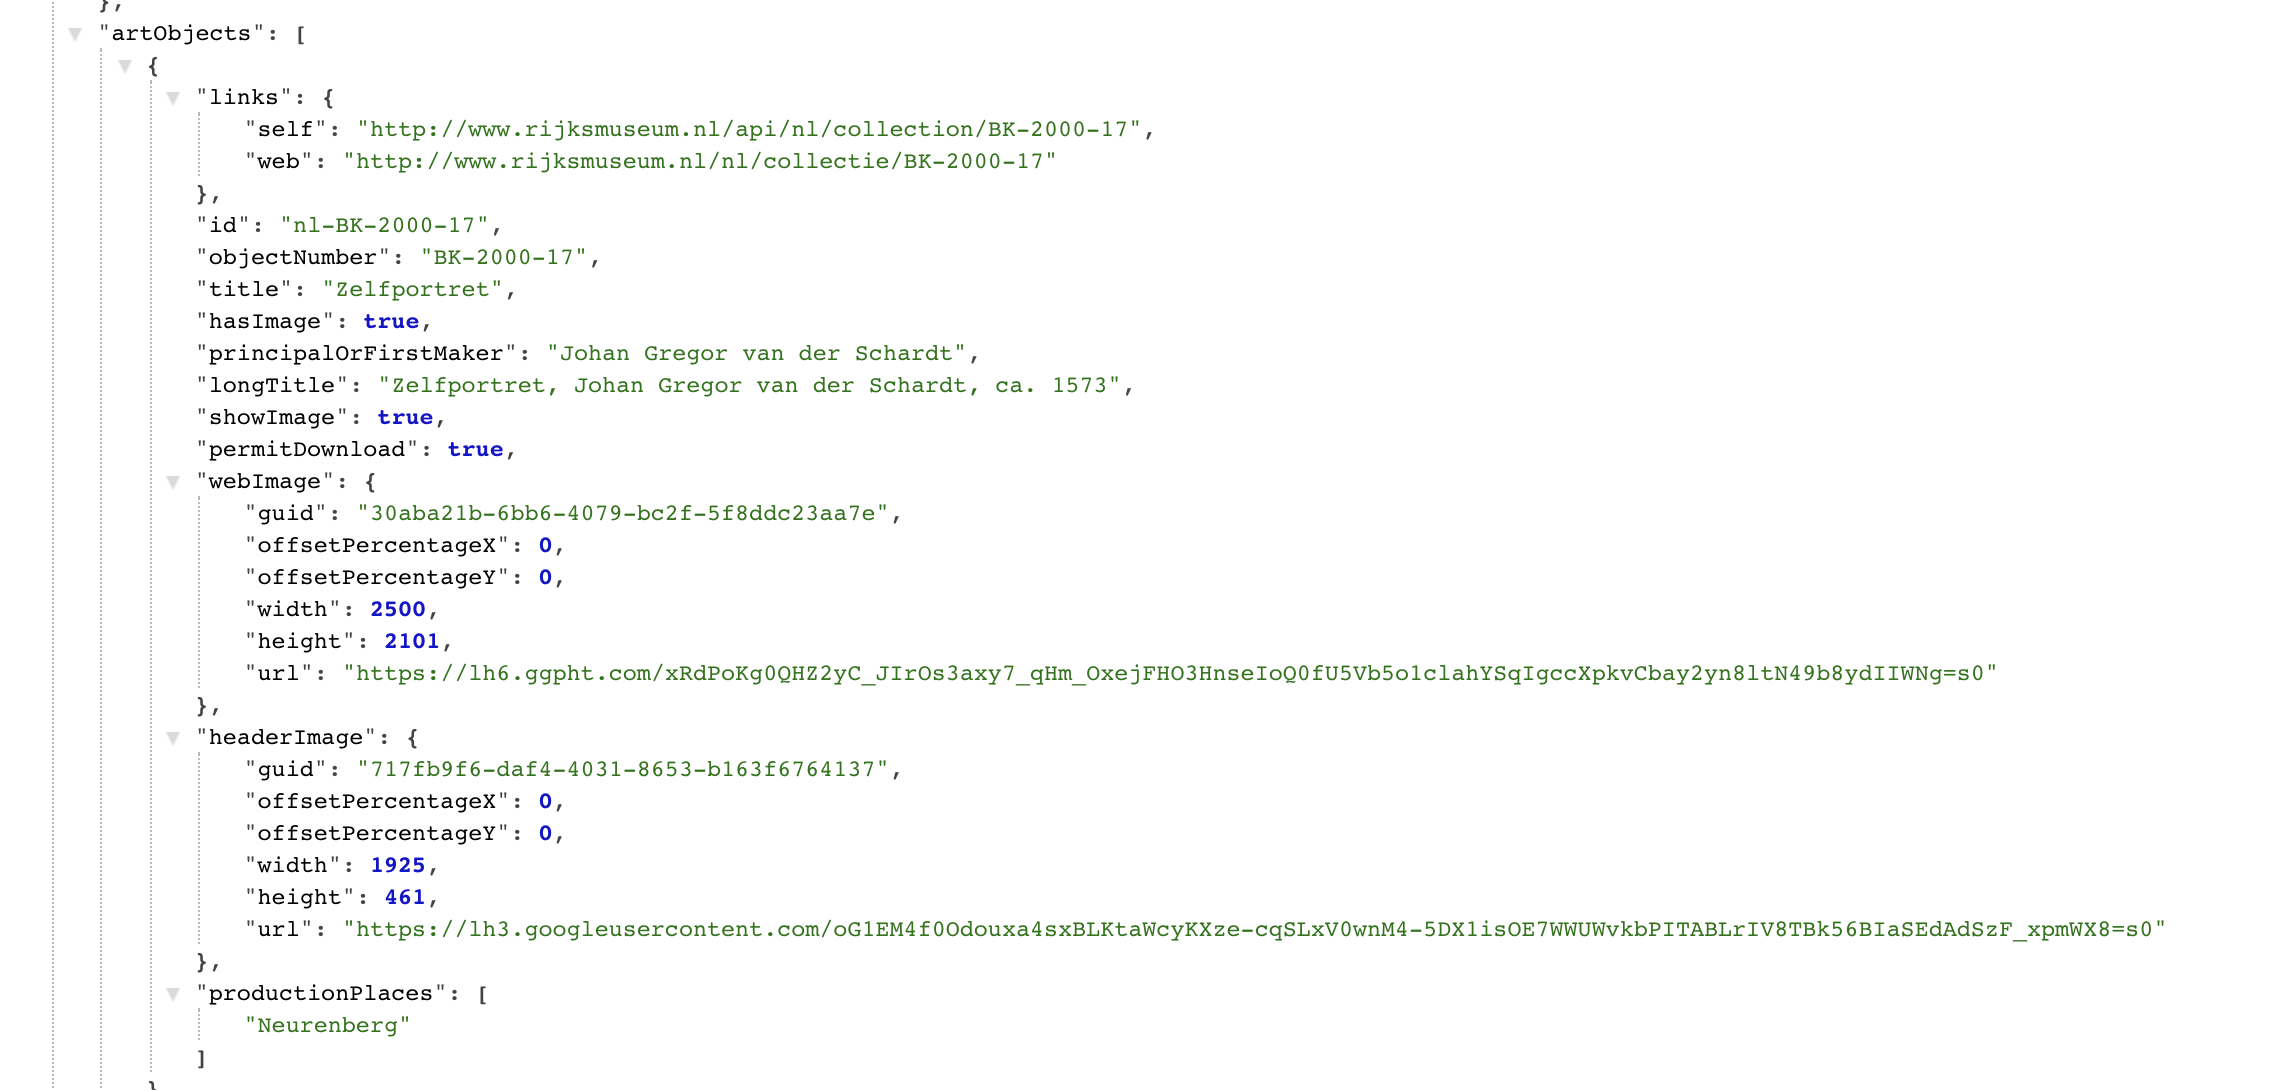 },
"artObjects": [
{
"links": {
"self": "http://www.rijksmuseum.nl/api/nl/collection/BK-2000-17",
"web": "http://www.rijksmuseum.nl/nl/collectie/BK-2000-17"
},
"id": "nl-BK-2000-17",
"objectNumber": "BK-2000-17",
"title": "Zelfportret",
"hasImage": true,
"principalOrFirstMaker": "Johan Gregor van der Schardt",
"longTitle": "Zelfportret, Johan Gregor van der Schardt, ca. 1573",
"showImage": true,
"permitDownload": true,
"webImage": {
"guid": "30aba21b-6bb6-4079-bc2f-5f8ddc23aa7e",
"offsetPercentageX": 0,
"offsetPercentageY": 0,
"width": 2500,
"height": 2101,
"url": "https://lh6.ggpht.com/xRdPoKg0QHZ2yC_JIrOs3axy7_qHm_OxejFHO3HnseIoQ0fU5Vb5o1clahYSqIgccXpkvCbay2yn8ltN49b8ydIIWNg=s0"
},
"headerImage": {
"guid": "717fb9f6-daf4-4031-8653-b163f6764137",
"offsetPercentageX": 0,
"offsetPercentageY": 0,
"width": 1925,
"height": 461,
"url": "https://lh3.googleusercontent.com/oG1EM4f0Odouxa4sxBLKtaWcyKXze-cqSLxV0wnM4-5DX1isOE7WWUWvkbPITABLrIV8TBk56BIaSEdAdSzF_xpmWX8=s0"
},
"productionPlaces": [
"Neurenberg"
]
}